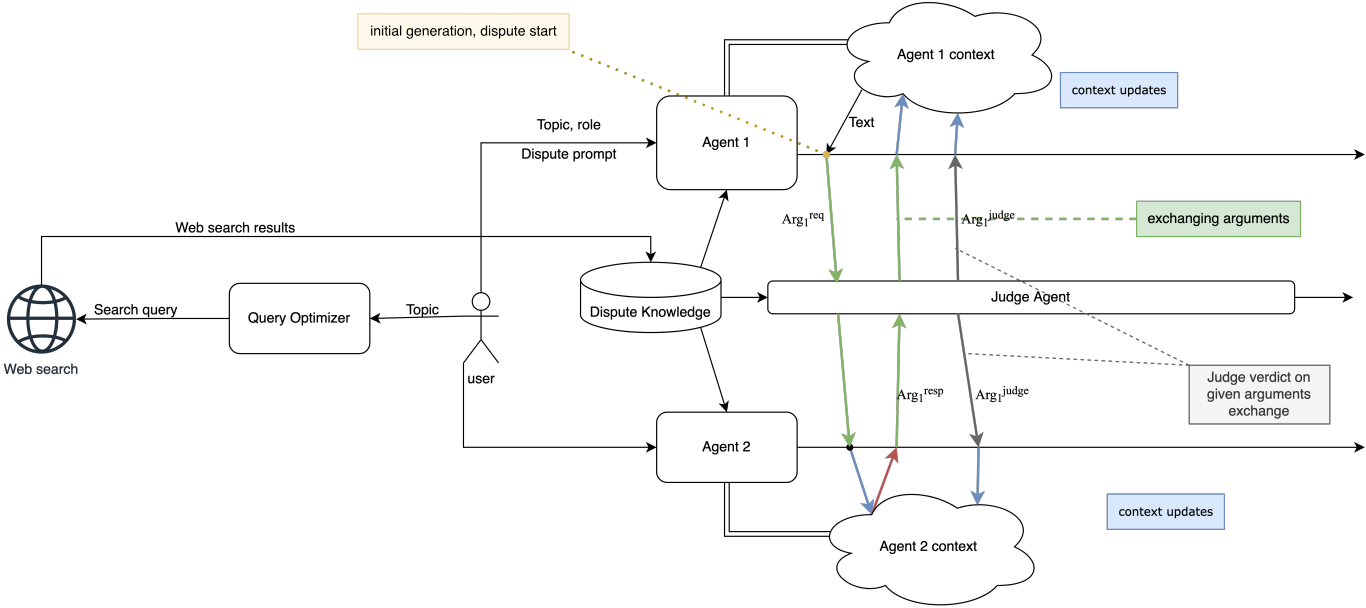 initial generation, dispute start
Agent 1 context
context updates
Text
Topic, role
Dispute prompt
Agent 1
Arg₁ʳᵉq
Arg₁ʲᵘᵈᵍᵉ
exchanging arguments
Web search results
Dispute Knowledge
Judge Agent
Search query
Query Optimizer
Topic
Web search
user
Arg₁ʳᵉˢᵖ
Arg₁ʲᵘᵈᵍᵉ
Judge verdict on
given arguments
exchange
Agent 2
context updates
Agent 2 context